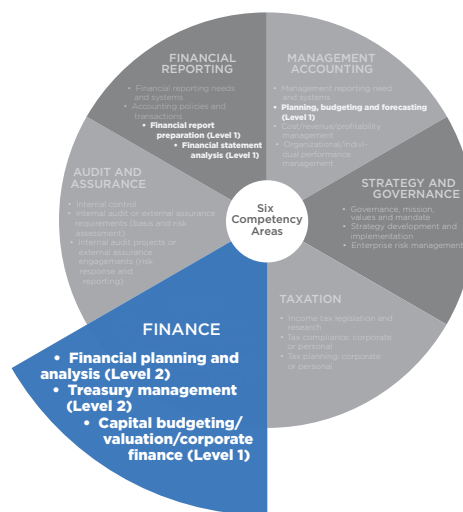 FINANCIAL
REPORTING
• Financial reporting needs
and systems
• Accounting policies and
transactions
• Financial report
preparation (Level 1)
• Financial statement
analysis (Level 1)
MANAGEMENT
ACCOUNTING
• Management reporting need
and systems
• Planning, budgeting and forecasting
(Level 1)
• Cost/revenue/profitability
management
• Organizational/indivi-
dual performance
management
AUDIT AND
ASSURANCE
• Internal control
• Internal audit or external assurance
requirements (basis and risk
assessment)
• Internal audit projects or
external assurance
engagements (risk
response and
reporting)
Six
Competency
Areas
STRATEGY AND
GOVERNANCE
• Governance, mission,
values and mandate
• Strategy development and
implementation
• Enterprise risk management
TAXATION
• Income tax legislation and
research
• Tax compliance: corporate
or personal
• Tax planning: corporate
or personal
FINANCE
• Financial planning and
analysis (Level 2)
• Treasury management
(Level 2)
• Capital budgeting/
valuation/corporate
finance (Level 1)